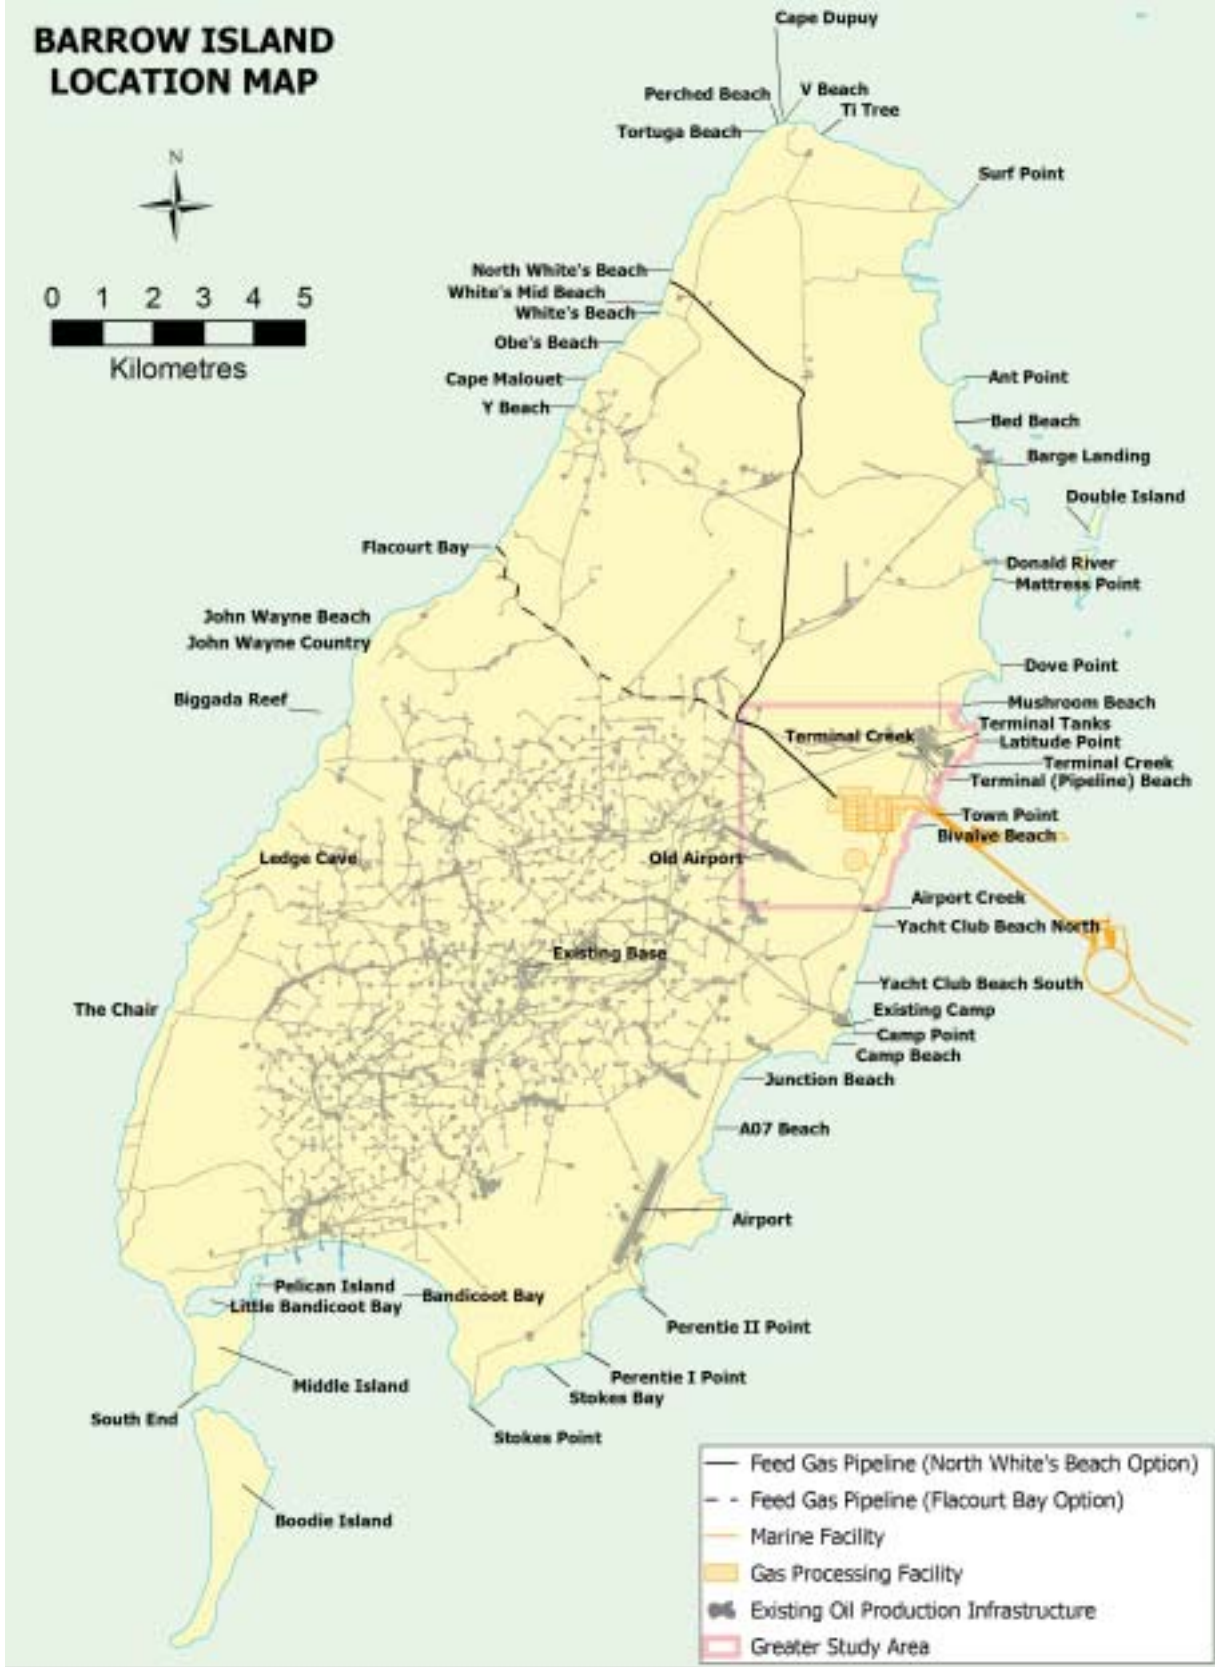 BARROW ISLAND
LOCATION MAP
N
0 1 2 3 4 5
Kilometres
Cape Dupuy
Perched Beach
V Beach
Ti Tree
Tortuga Beach
Surf Point
North White's Beach
White's Mid Beach
White's Beach
Obe's Beach
Cape Malouet
Y Beach
Ant Point
Bed Beach
Barge Landing
Double Island
Flacourt Bay
Donald River
Mattress Point
John Wayne Beach
John Wayne Country
Dove Point
Biggada Reef
Mushroom Beach
Terminal Tanks
Terminal Creek
Latitude Point
Terminal Creek
Terminal (Pipeline) Beach
Town Point
Bivalve Beach
Ledge Cave
Old Airport
Airport Creek
Yacht Club Beach North
Existing Base
Yacht Club Beach South
The Chair
Existing Camp
Camp Point
Camp Beach
Junction Beach
A07 Beach
Airport
Pelican Island
Bandicoot Bay
Little Bandicoot Bay
Perentie II Point
Perentie I Point
Middle Island
Stokes Bay
South End
Stokes Point
Boodie Island
Feed Gas Pipeline (North White's Beach Option)
Feed Gas Pipeline (Flacourt Bay Option)
Marine Facility
Gas Processing Facility
Existing Oil Production Infrastructure
Greater Study Area